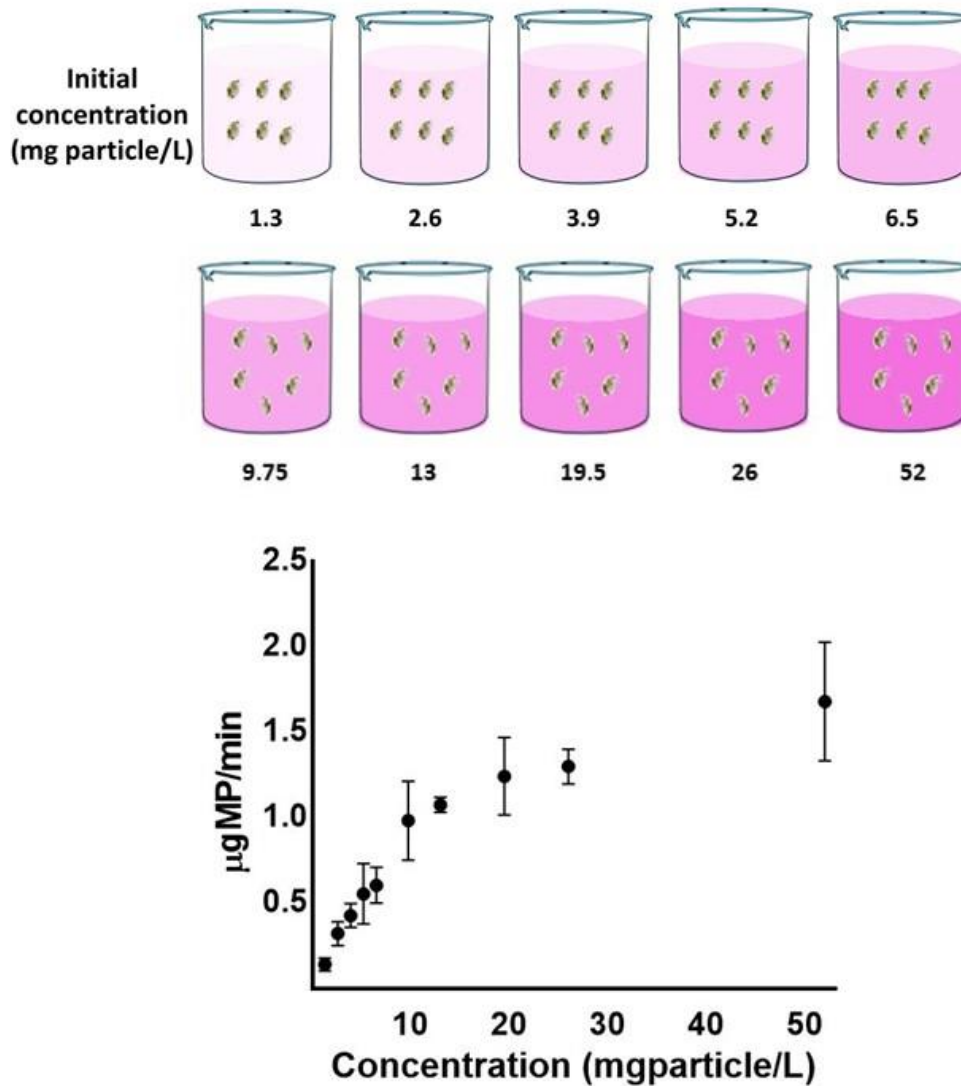 Initial
concentration
(mg particle/L)
1.3 2.6 3.9 5.2 6.5
9.75 13 19.5 26 52
2.5
2.0
1.5
1.0
0.5
μgMP/min
10 20 30 40 50
Concentration (mgparticle/L)